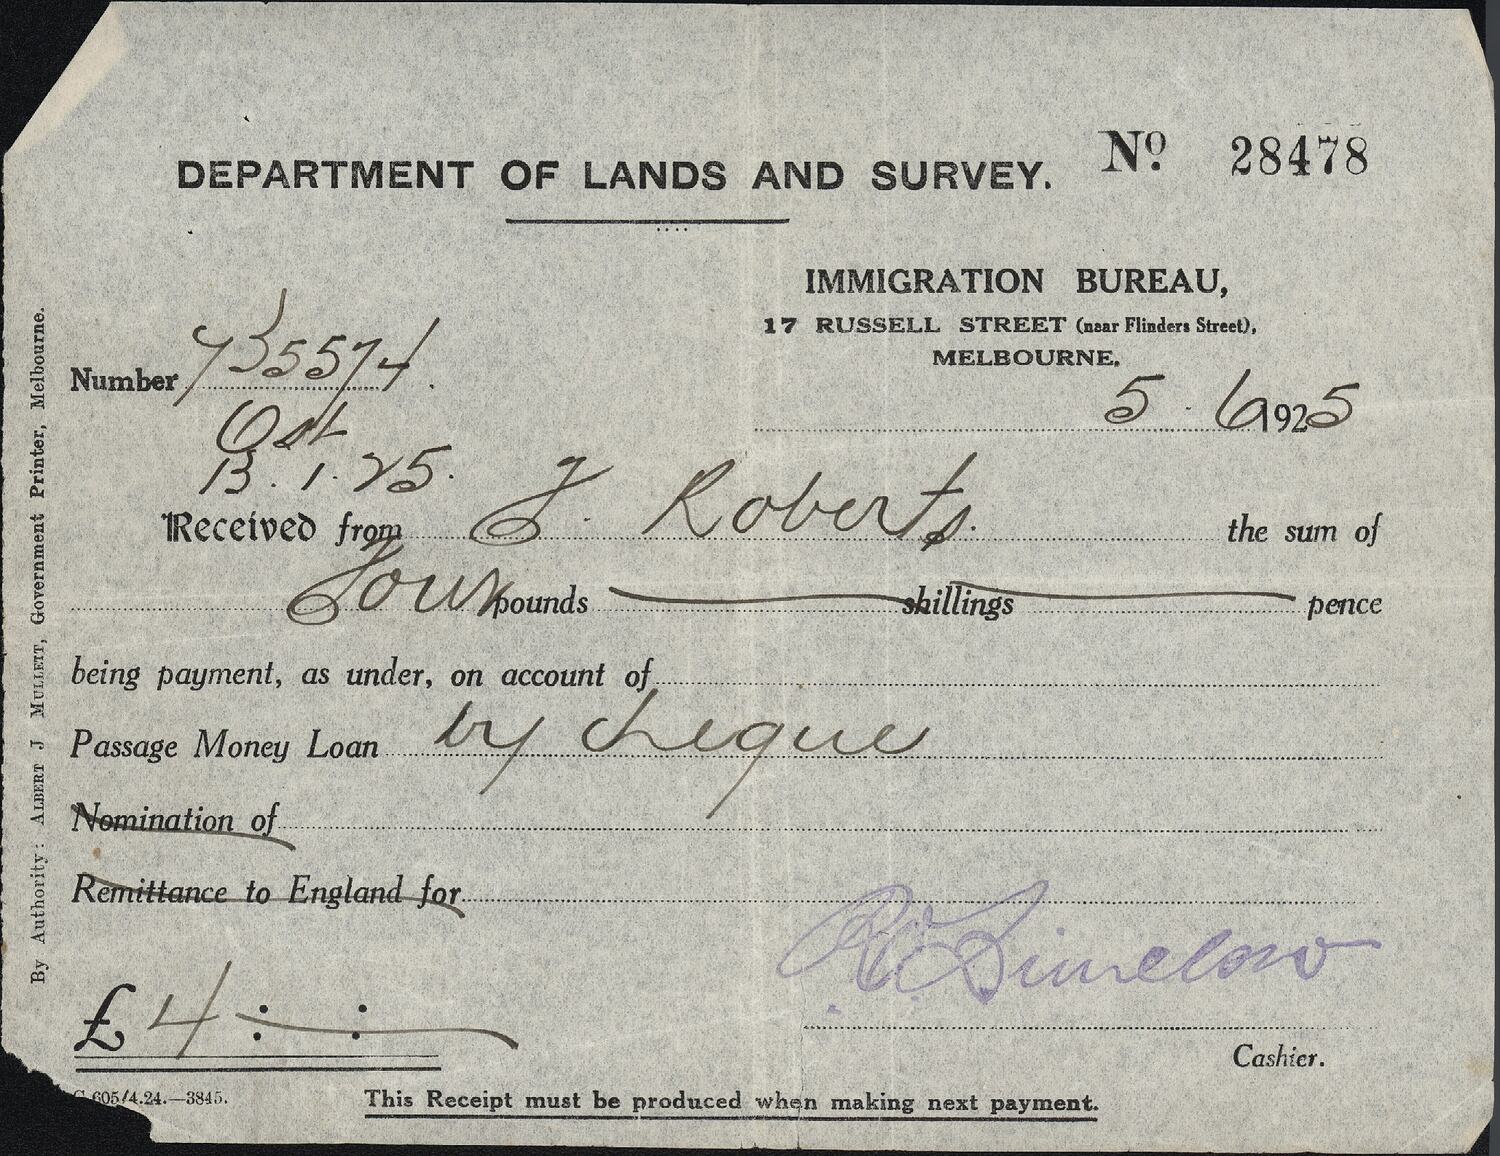 DEPARTMENT OF LANDS AND SURVEY. Nº 28478
IMMIGRATION BUREAU,
17 RUSSELL STREET (near Flinders Street),
MELBOURNE.
Number 735574.
5. 6 1925
13.1.25.
Received from J. Roberts. the sum of
Four pounds shillings pence
being payment, as under, on account of
Passage Money Loan by cheque
Nomination of
Remittance to England for
£4 : :
Cashier.
605/4.24.—3845.
This Receipt must be produced when making next payment.
By Authority: ALBERT J MULLETT, Government Printer, Melbourne.